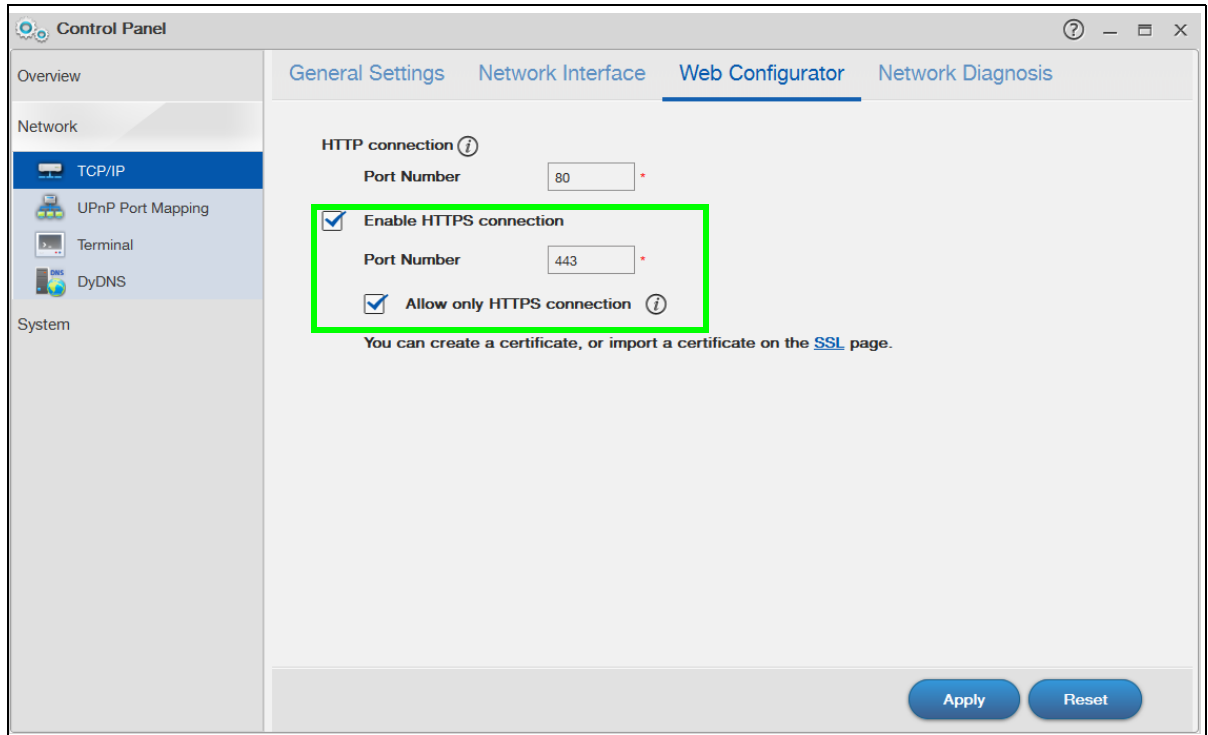 Control Panel
Overview
Network
TCP/IP
UPnP Port Mapping
Terminal
DNS
DyDNS
System
General Settings Network Interface Web Configurator Network Diagnosis
HTTP connection i
Port Number 80 *
Enable HTTPS connection
Port Number 443 *
Allow only HTTPS connection i
You can create a certificate, or import a certificate on the SSL page.
Apply Reset